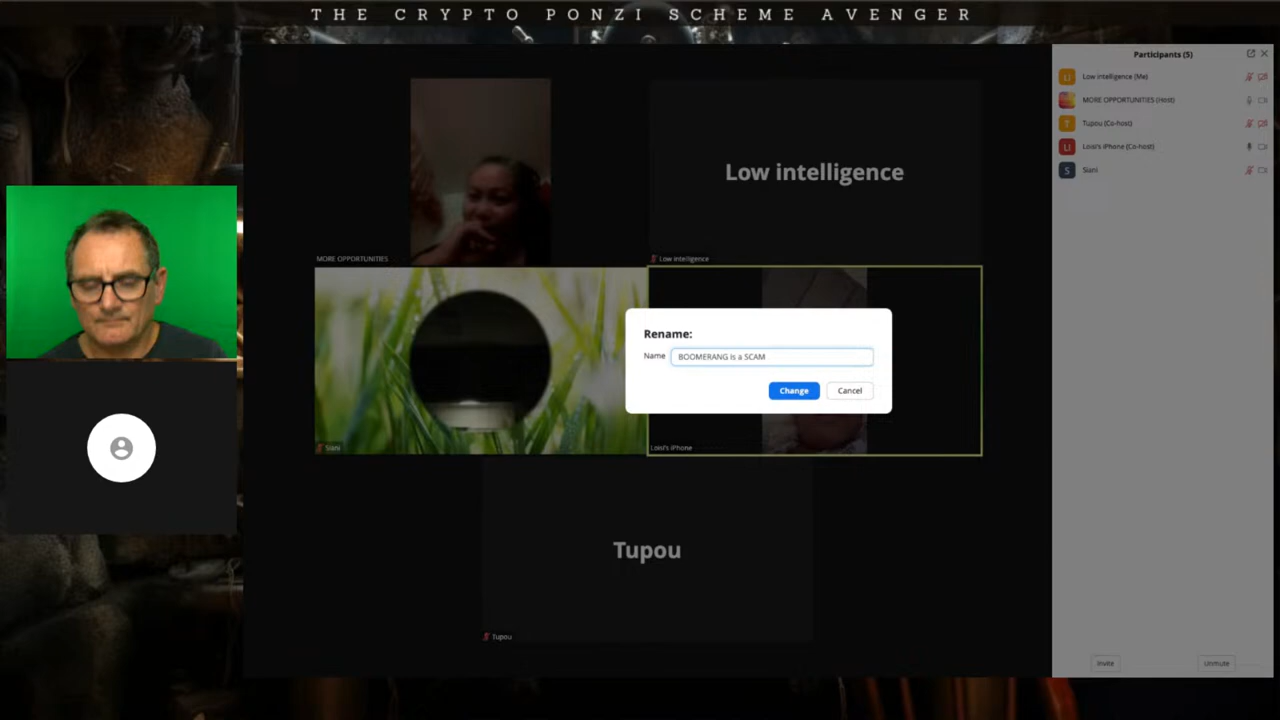 THE CRYPTO PONZI SCHEME AVENGER
Participants (5)
LI Low intelligence (Me)
MORE OPPORTUNITIES (Host)
T Tupou (Co-host)
LI Loisi's iPhone (Co-host)
S Siani
Low intelligence
MORE OPPORTUNITIES
Low intelligence
Rename:
Name BOOMERANG is a SCAM
Change Cancel
Siani
Loisi's iPhone
Tupou
Tupou
Invite Unmute